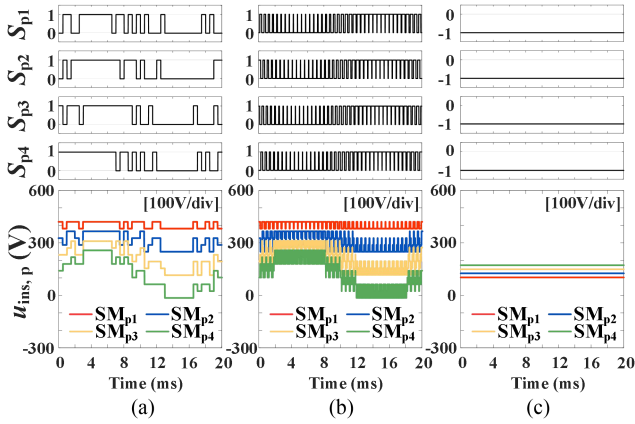 S_p1 1 0 1 0 0 -1
S_p2 1 0 1 0 0 -1
S_p3 1 0 1 0 0 -1
S_p4 1 0 1 0 0 -1
u_ins, p (V)
600 [100V/div] 600 [100V/div] 600 [100V/div]
300 300 300
0 0 0
SM_p1 SM_p2 SM_p1 SM_p2 SM_p1 SM_p2
SM_p3 SM_p4 SM_p3 SM_p4 SM_p3 SM_p4
-300 -300 -300
0 4 8 12 16 20 0 4 8 12 16 20 0 4 8 12 16 20
Time (ms) Time (ms) Time (ms)
(a) (b) (c)